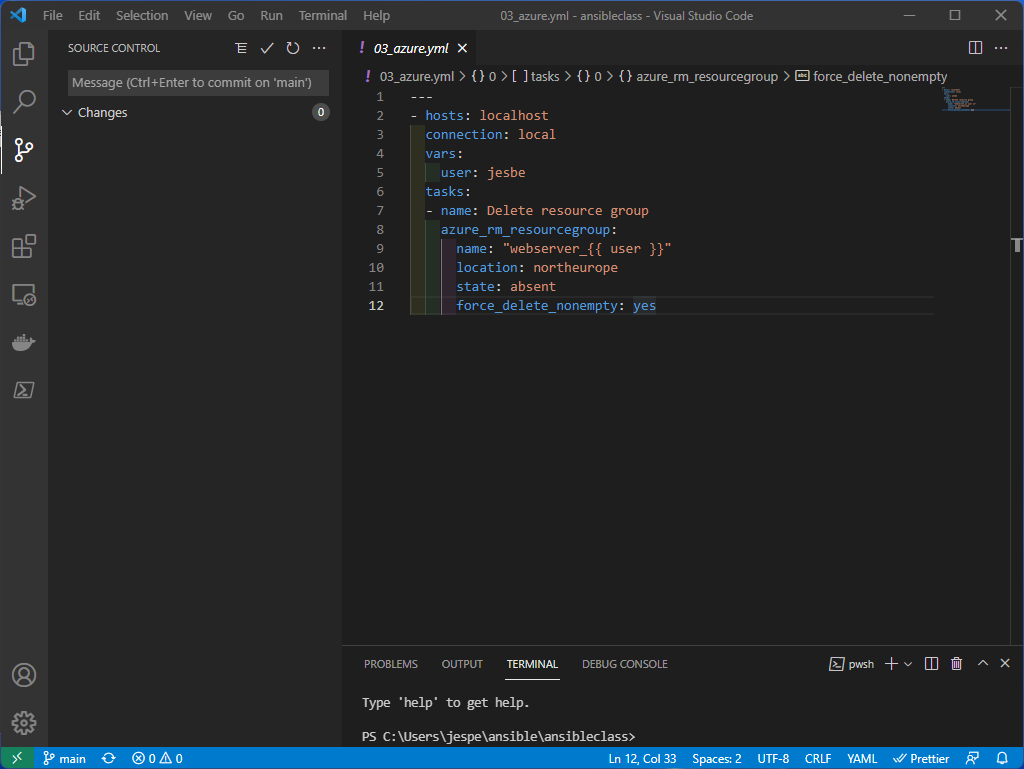 File Edit Selection View Go Run Terminal Help 03_azure.yml - ansibleclass - Visual Studio Code
SOURCE CONTROL
Message (Ctrl+Enter to commit on 'main')
Changes 0
! 03_azure.yml
! 03_azure.yml > {} 0 > [ ] tasks > {} 0 > {} azure_rm_resourcegroup > abc force_delete_nonempty
1 ---
2 - hosts: localhost
3 connection: local
4 vars:
5 user: jesbe
6 tasks:
7 - name: Delete resource group
8 azure_rm_resourcegroup:
9 name: "webserver_{{ user }}"
10 location: northeurope
11 state: absent
12 force_delete_nonempty: yes
PROBLEMS OUTPUT TERMINAL DEBUG CONSOLE pwsh
Type 'help' to get help.
PS C:\Users\jespe\ansible\ansibleclass>
main 0 0 Ln 12, Col 33 Spaces: 2 UTF-8 CRLF YAML Prettier